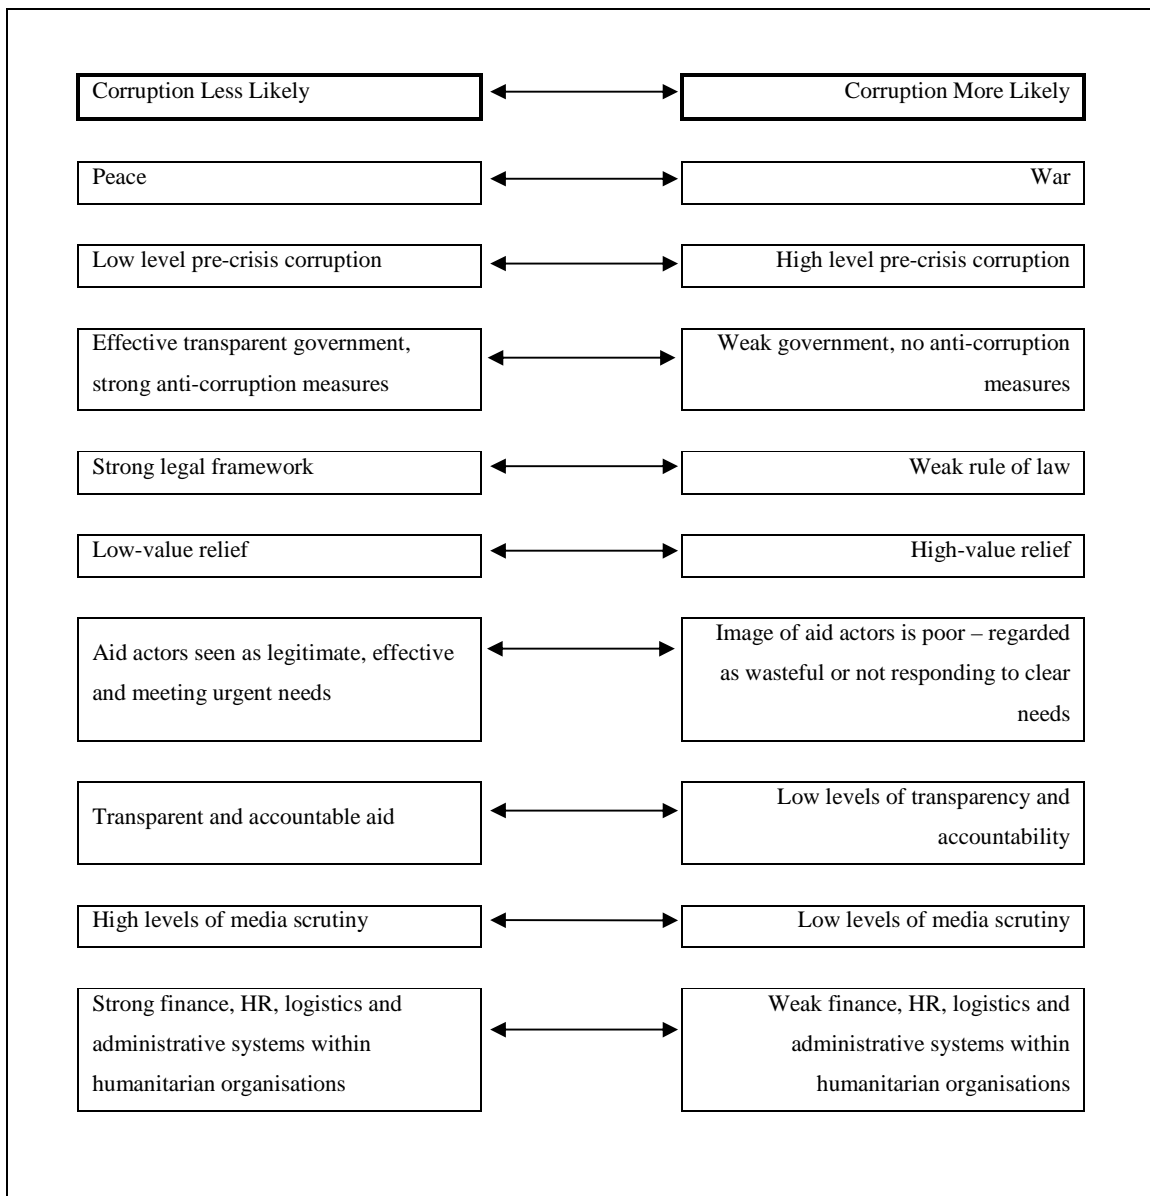 Corruption Less Likely
Corruption More Likely
Peace
War
Low level pre-crisis corruption
High level pre-crisis corruption
Effective transparent government,
strong anti-corruption measures
Weak government, no anti-corruption
measures
Strong legal framework
Weak rule of law
Low-value relief
High-value relief
Aid actors seen as legitimate, effective
and meeting urgent needs
Image of aid actors is poor – regarded
as wasteful or not responding to clear
needs
Transparent and accountable aid
Low levels of transparency and
accountability
High levels of media scrutiny
Low levels of media scrutiny
Strong finance, HR, logistics and
administrative systems within
humanitarian organisations
Weak finance, HR, logistics and
administrative systems within
humanitarian organisations